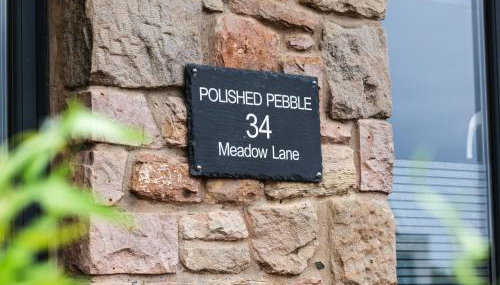 POLISHED PEBBLE
34
Meadow Lane